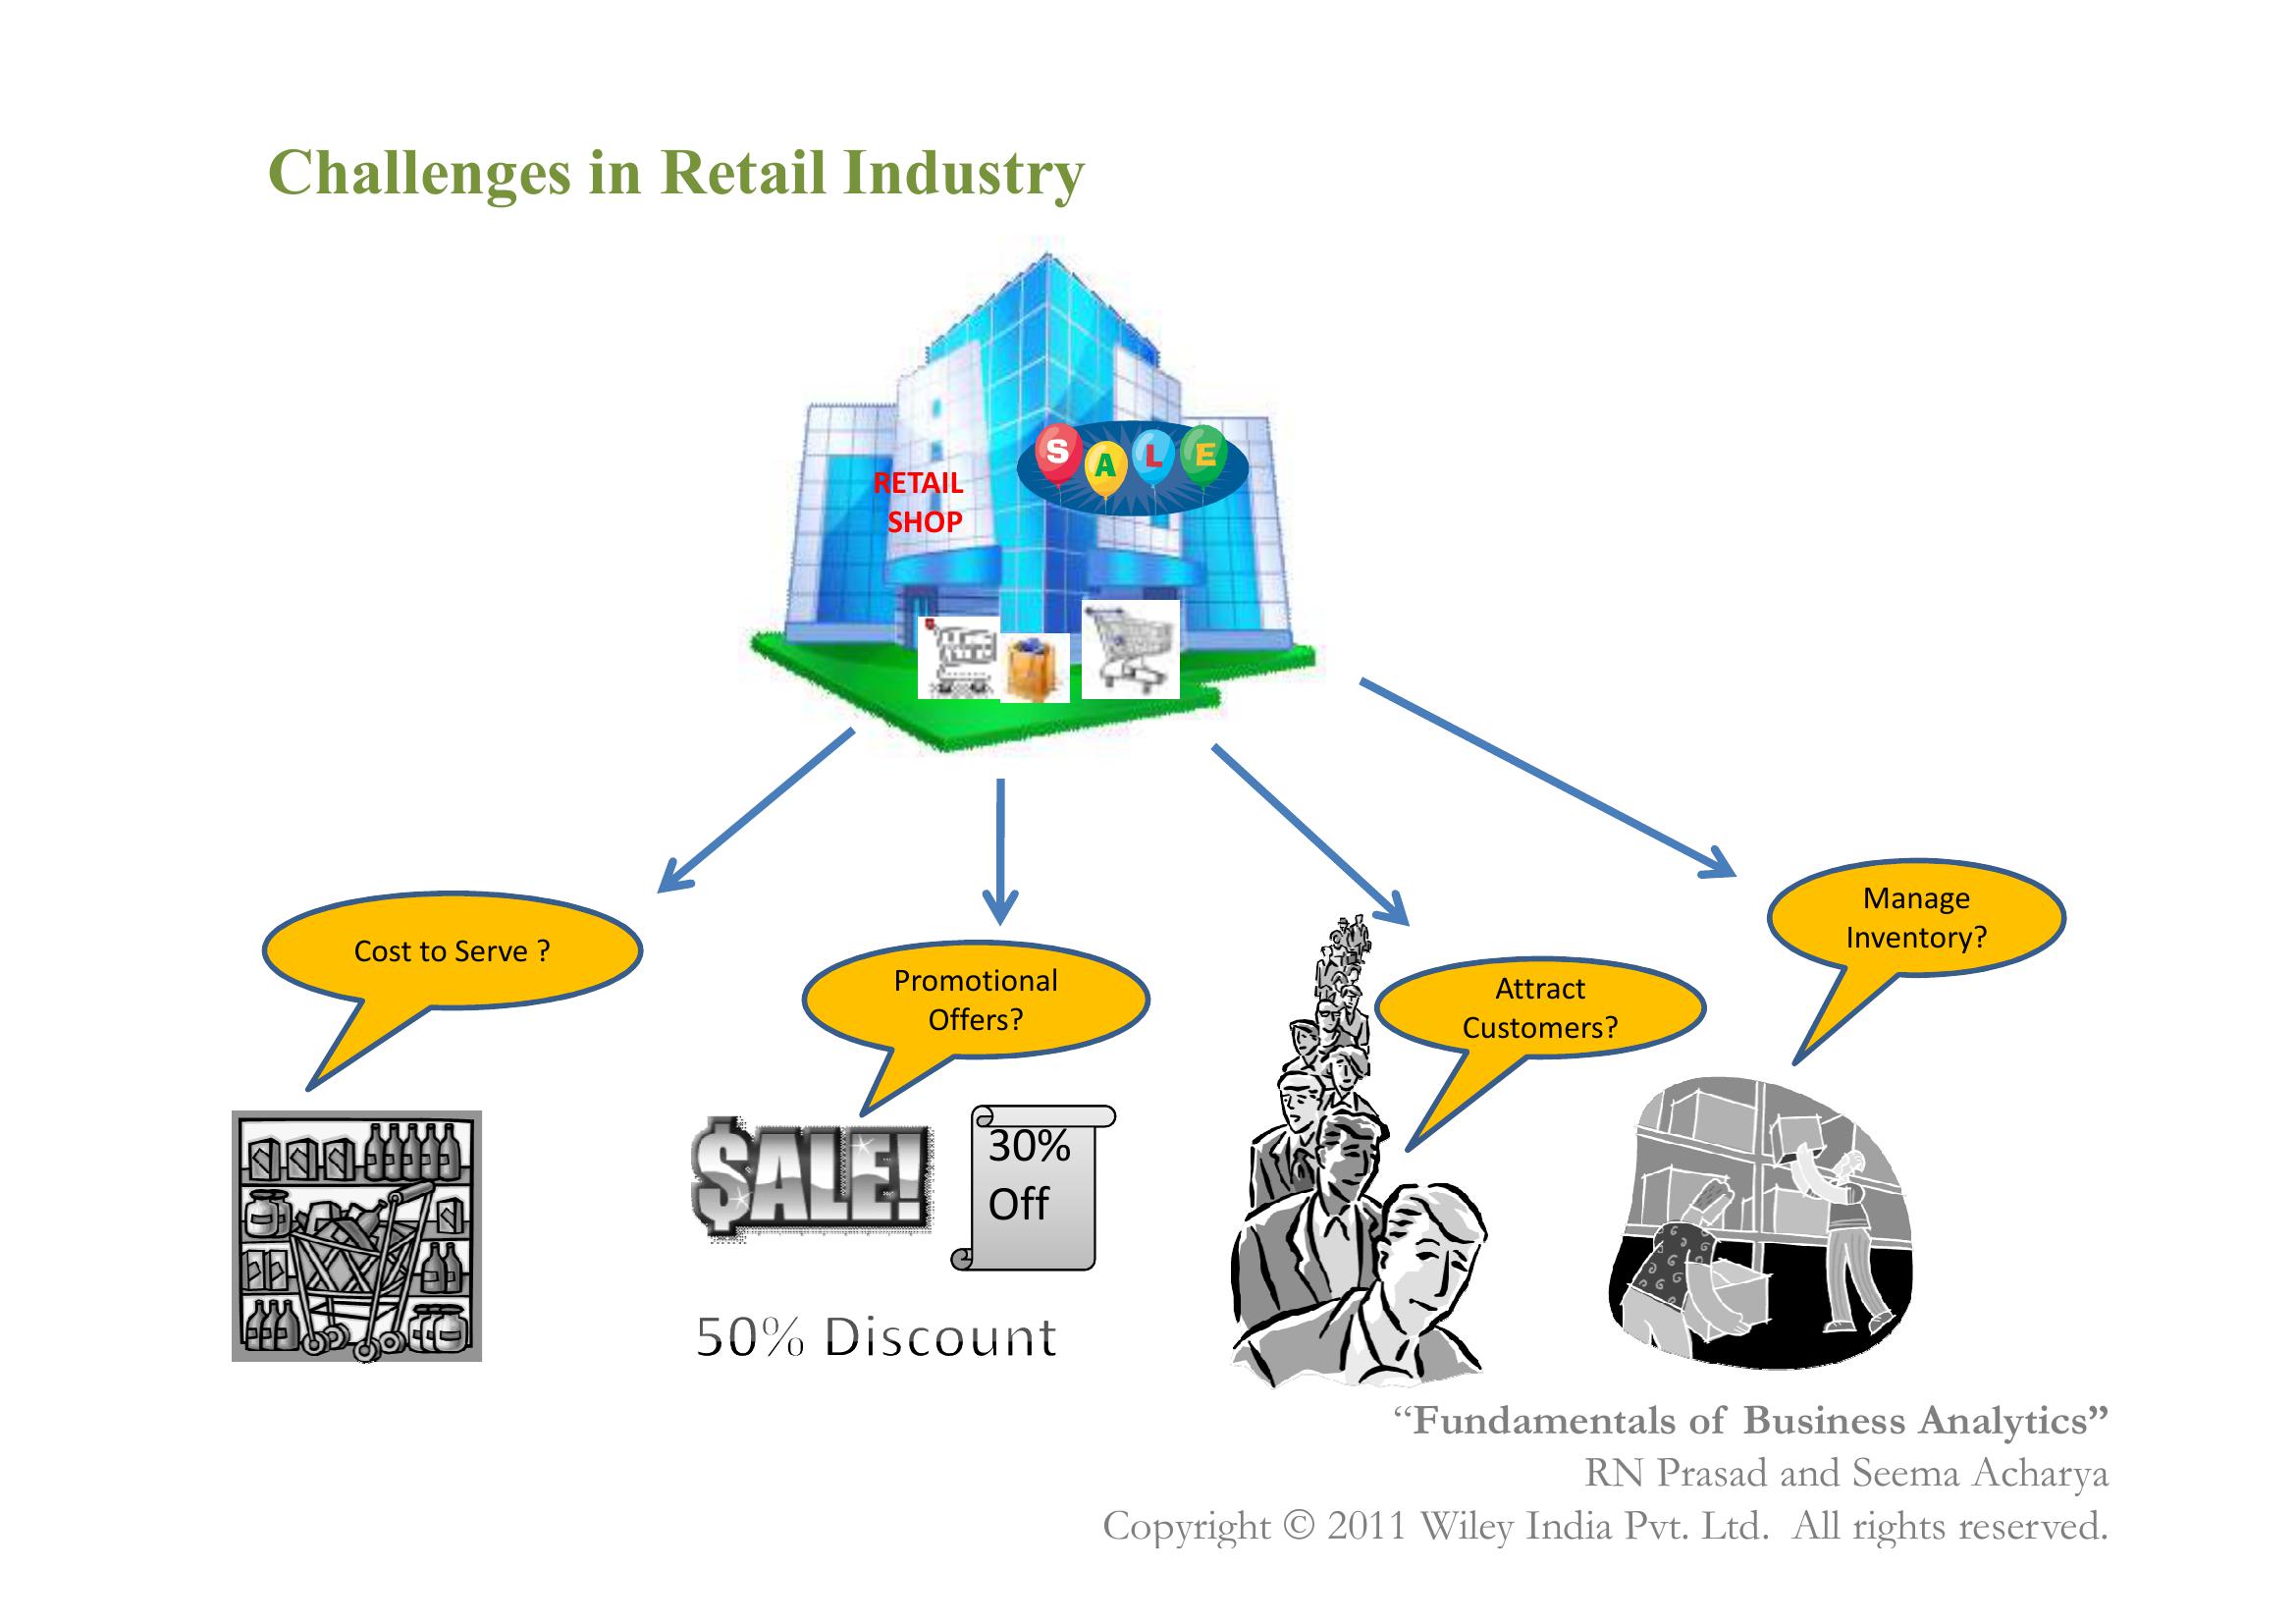 Challenges in Retail Industry
S A L E
RETAIL
SHOP
Cost to Serve ?
Promotional
Offers?
Attract
Customers?
Manage
Inventory?
$ALE!
30%
Off
50% Discount
“Fundamentals of Business Analytics”
RN Prasad and Seema Acharya
Copyright © 2011 Wiley India Pvt. Ltd.  All rights reserved.